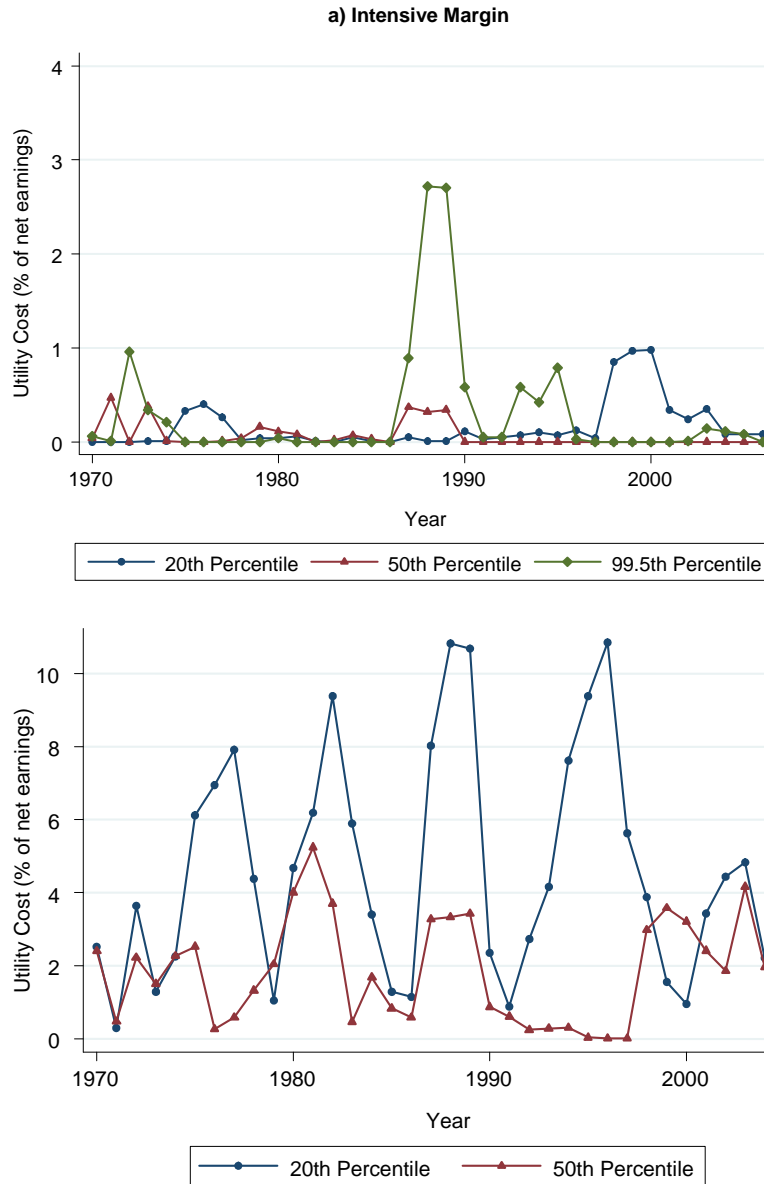 a) Intensive Margin
4
3
2
1
0
Utility Cost (% of net earnings)
1970
1980
1990
2000
Year
20th Percentile
50th Percentile
99.5th Percentile
10
8
6
4
2
0
Utility Cost (% of net earnings)
1970
1980
1990
2000
Year
20th Percentile
50th Percentile